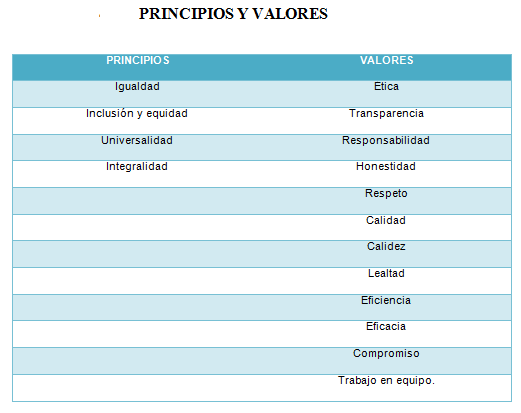 PRINCIPIOS Y VALORES
PRINCIPIOS VALORES
Igualdad Etica
Inclusión y equidad Transparencia
Universalidad Responsabilidad
Integralidad Honestidad
Respeto
Calidad
Calidez
Lealtad
Eficiencia
Eficacia
Compromiso
Trabajo en equipo.